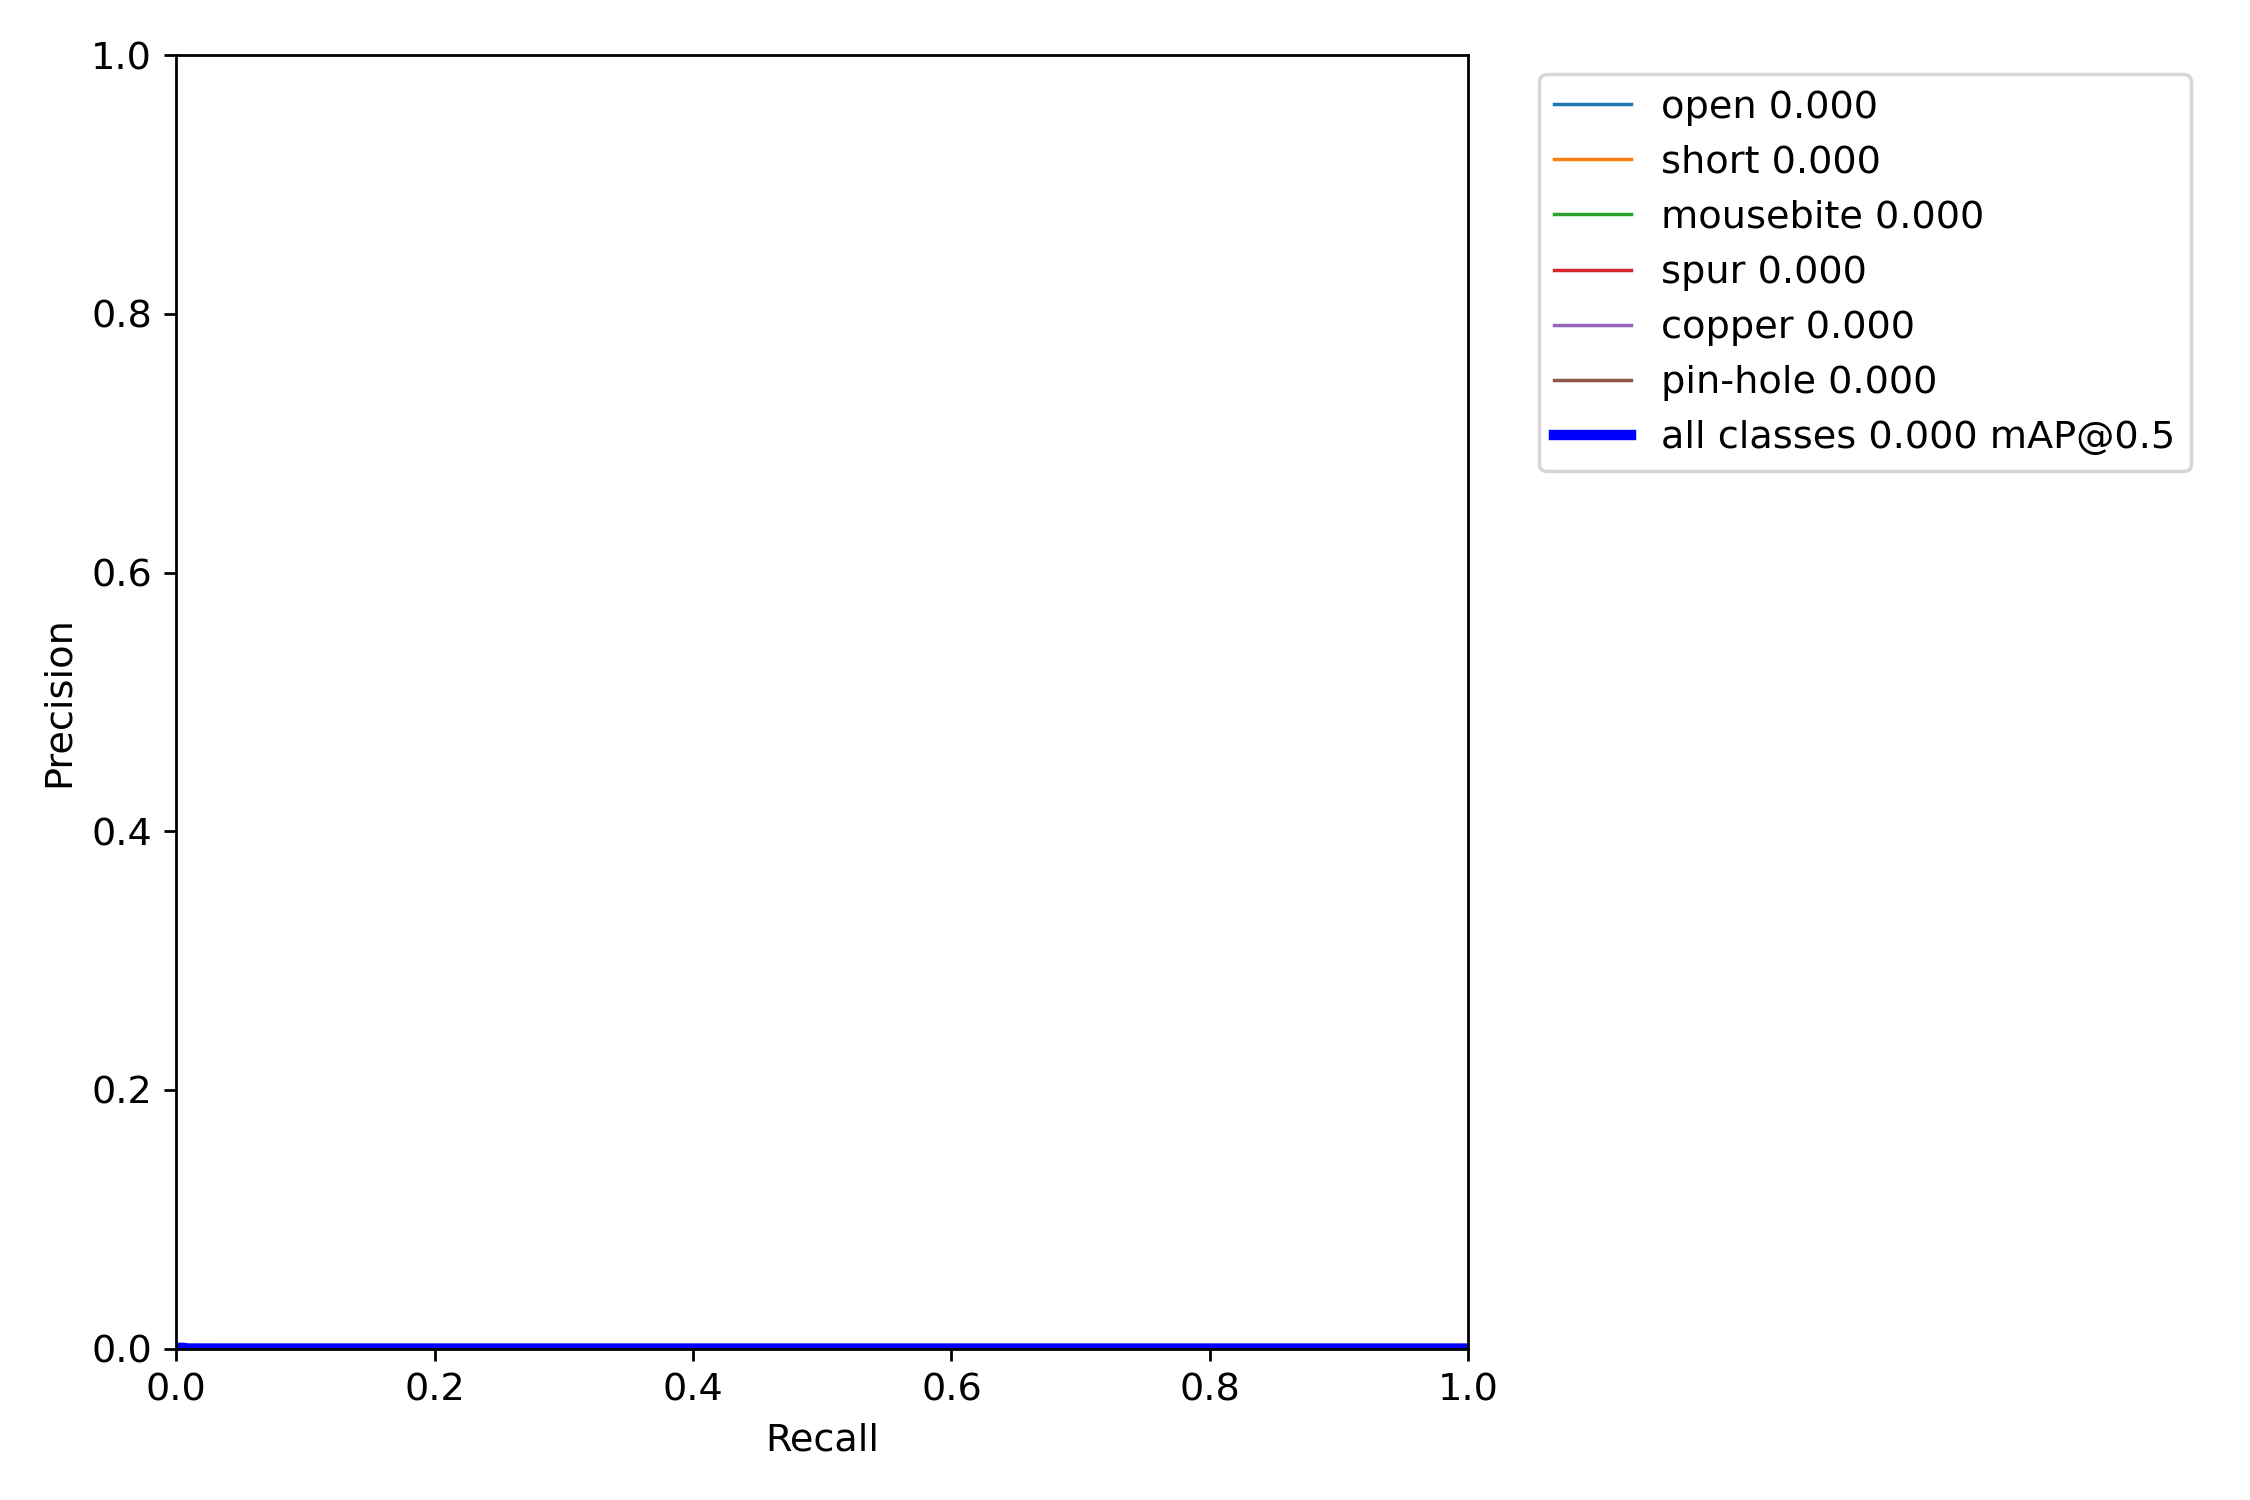 1.0
0.8
0.6
0.4
0.2
0.0
Precision
0.0 0.2 0.4 0.6 0.8 1.0
Recall
open 0.000
short 0.000
mousebite 0.000
spur 0.000
copper 0.000
pin-hole 0.000
all classes 0.000 mAP@0.5